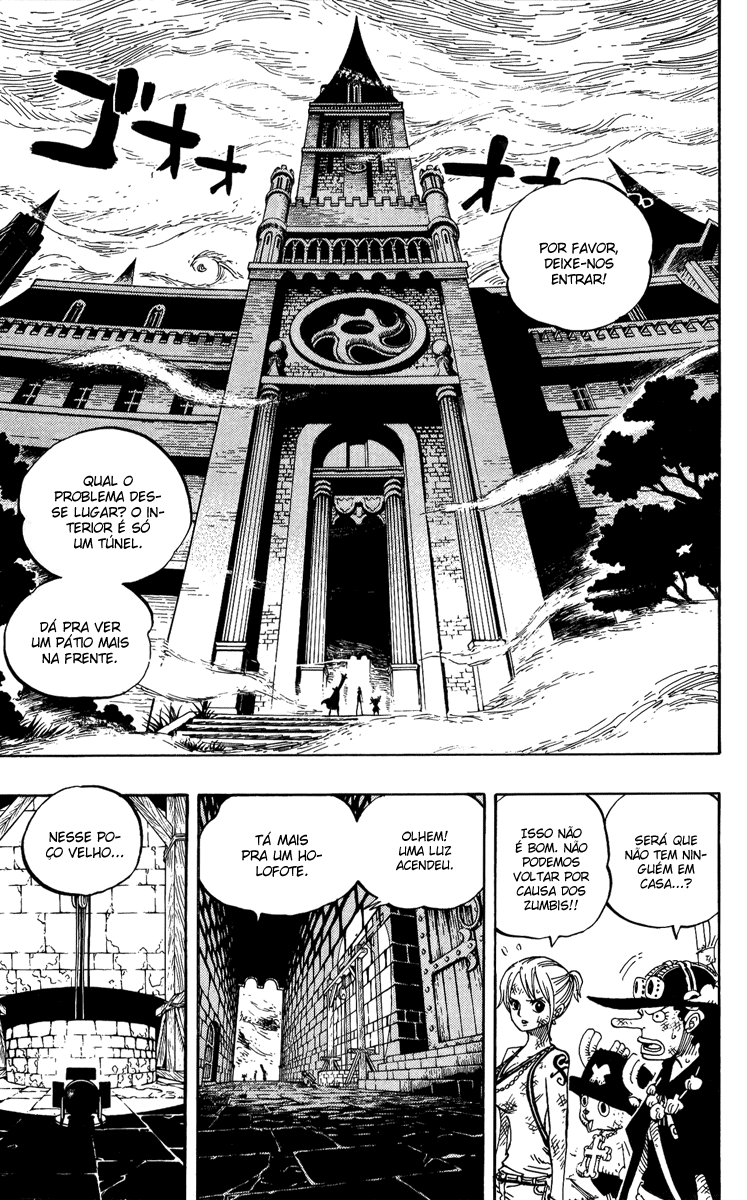 ゴオオオ
オオ
POR FAVOR,
DEIXE-NOS
ENTRAR!
QUAL O
PROBLEMA DES-
SE LUGAR? O IN-
TERIOR É SÓ
UM TÚNEL.
DÁ PRA VER
UM PÁTIO MAIS
NA FRENTE.
SERÁ QUE
NÃO TEM NIN-
GUÉM EM
CASA...?
ISSO NÃO
É BOM. NÃO
PODEMOS
VOLTAR POR
CAUSA DOS
ZUMBIS!!
OLHEM!
UMA LUZ
ACENDEU.
TÁ MAIS
PRA UM HO-
LOFOTE.
NESSE PO-
ÇO VELHO...